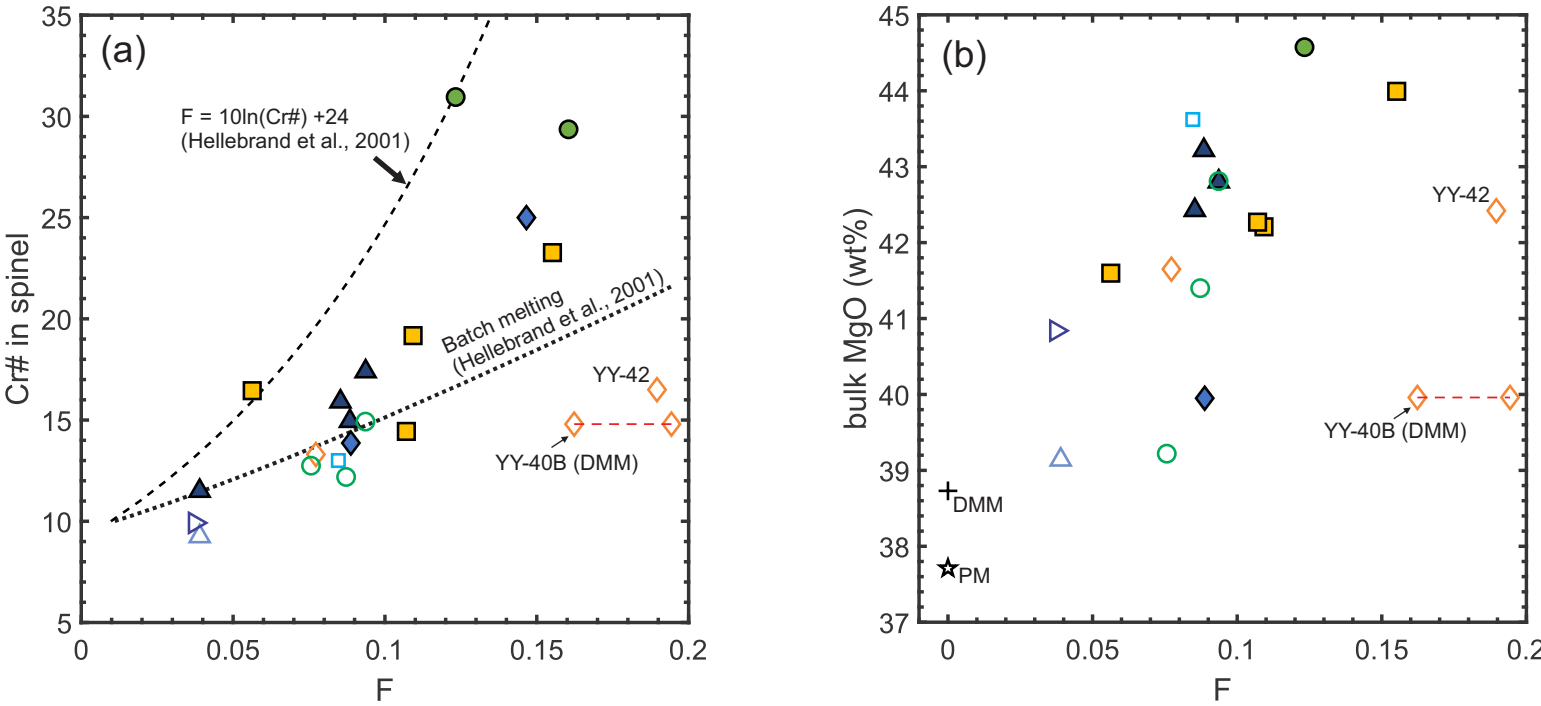 (a)
F = 10ln(Cr#) +24
(Hellebrand et al., 2001)
Batch melting
(Hellebrand et al., 2001)
YY-42
YY-40B (DMM)
Cr# in spinel
35
30
25
20
15
10
5
0
0.05
0.1
0.15
0.2
F
(b)
YY-42
YY-40B (DMM)
DMM
PM
bulk MgO (wt%)
45
44
43
42
41
40
39
38
37
0
0.05
0.1
0.15
0.2
F